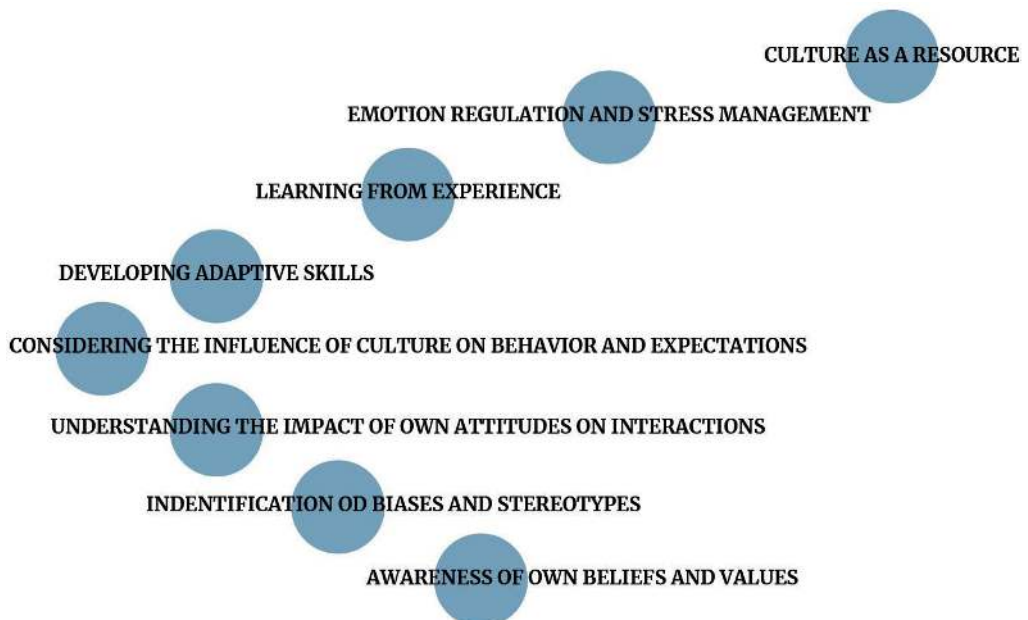 CULTURE AS A RESOURCE
EMOTION REGULATION AND STRESS MANAGEMENT
LEARNING FROM EXPERIENCE
DEVELOPING ADAPTIVE SKILLS
CONSIDERING THE INFLUENCE OF CULTURE ON BEHAVIOR AND EXPECTATIONS
UNDERSTANDING THE IMPACT OF OWN ATTITUDES ON INTERACTIONS
INDENTIFICATION OD BIASES AND STEREOTYPES
AWARENESS OF OWN BELIEFS AND VALUES